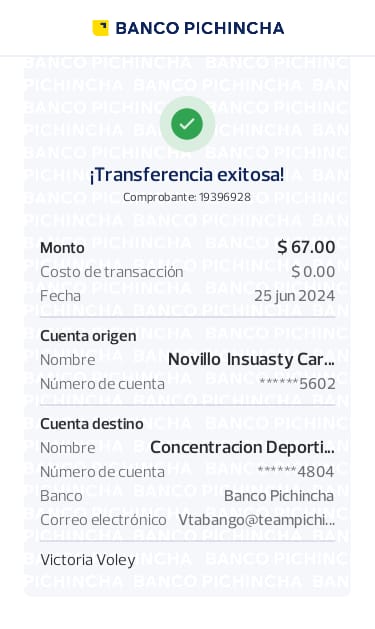 BANCO PICHINCHA
¡Transferencia exitosa!
Comprobante: 19396928
Monto $ 67.00
Costo de transacción $ 0.00
Fecha 25 jun 2024
Cuenta origen
Nombre Novillo Insuasty Car...
Número de cuenta ******5602
Cuenta destino
Nombre Concentracion Deporti...
Número de cuenta ******4804
Banco Banco Pichincha
Correo electrónico Vtabango@teampichi...
Victoria Voley